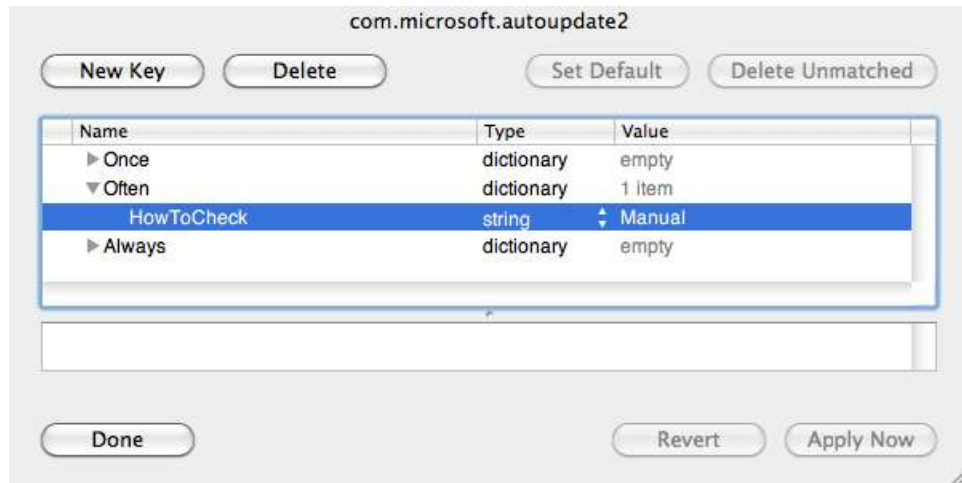 com.microsoft.autoupdate2
New Key Delete Set Default Delete Unmatched
Name Type Value
Once dictionary empty
Often dictionary 1 item
HowToCheck string Manual
Always dictionary empty
Done Revert Apply Now